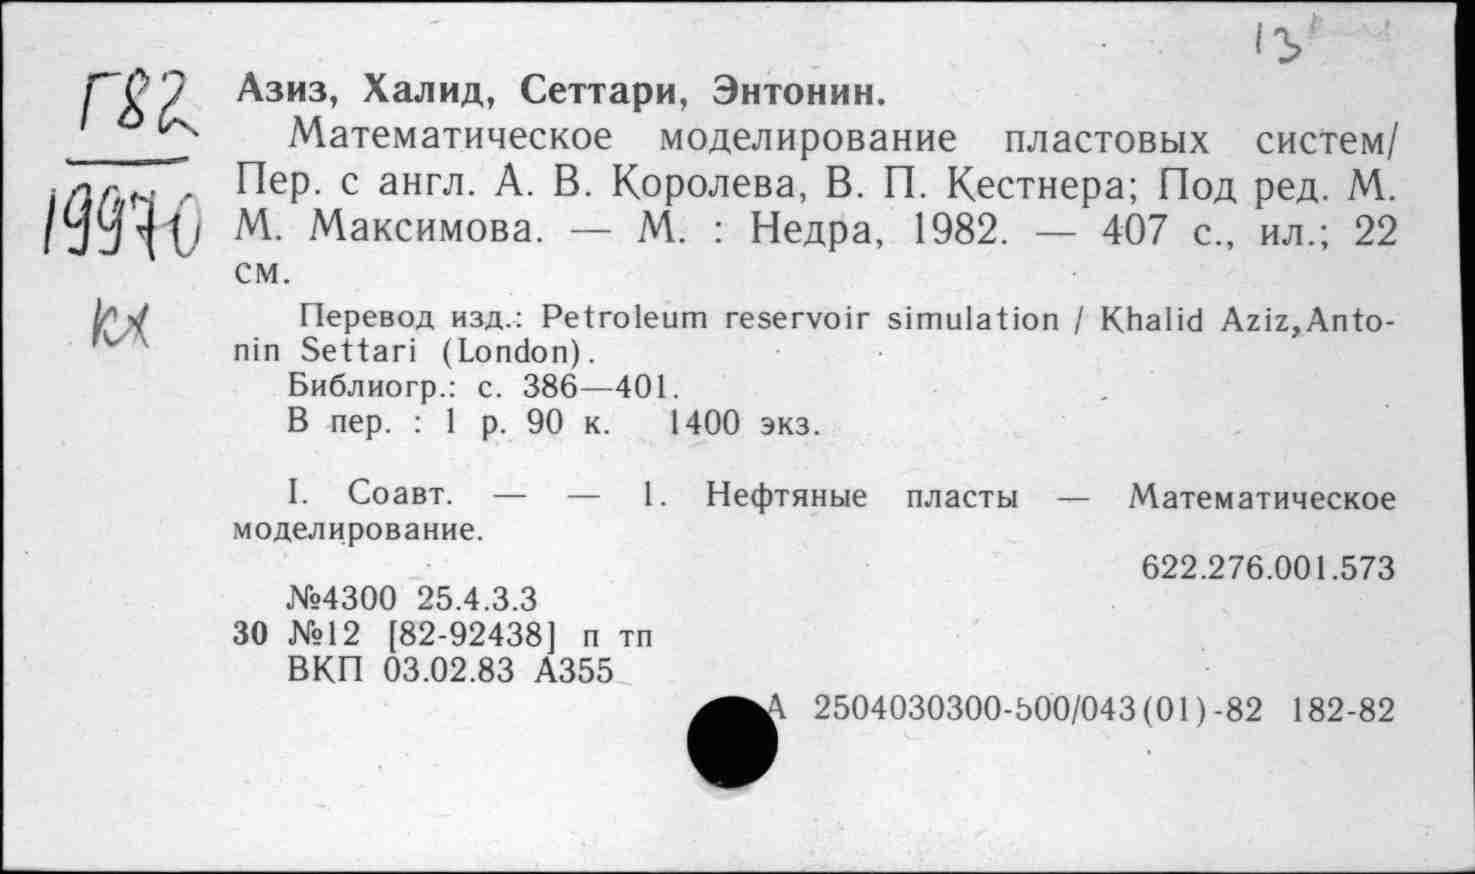 13
Г82
19970
кх
Азиз, Халид, Сеттари, Энтонин.
Математическое моделирование пластовых систем/
Пер. с англ. А. В. Королева, В. П. Кестнера; Под ред. М.
М. Максимова. — М. : Недра, 1982. — 407 с., ил.; 22
см.
Перевод изд.: Petroleum reservoir simulation / Khalid Aziz,Anto-
nin Settari (London).
Библиогр.: с. 386—401.
В пер. : 1 р. 90 к. 1400 экз.
I. Соавт. — — 1. Нефтяные пласты — Математическое
моделирование.
622.276.001.573
№4300 25.4.3.3
30 №12 [82-92438] п тп
ВКП 03.02.83 А355
А 2504030300-500/043(01)-82 182-82